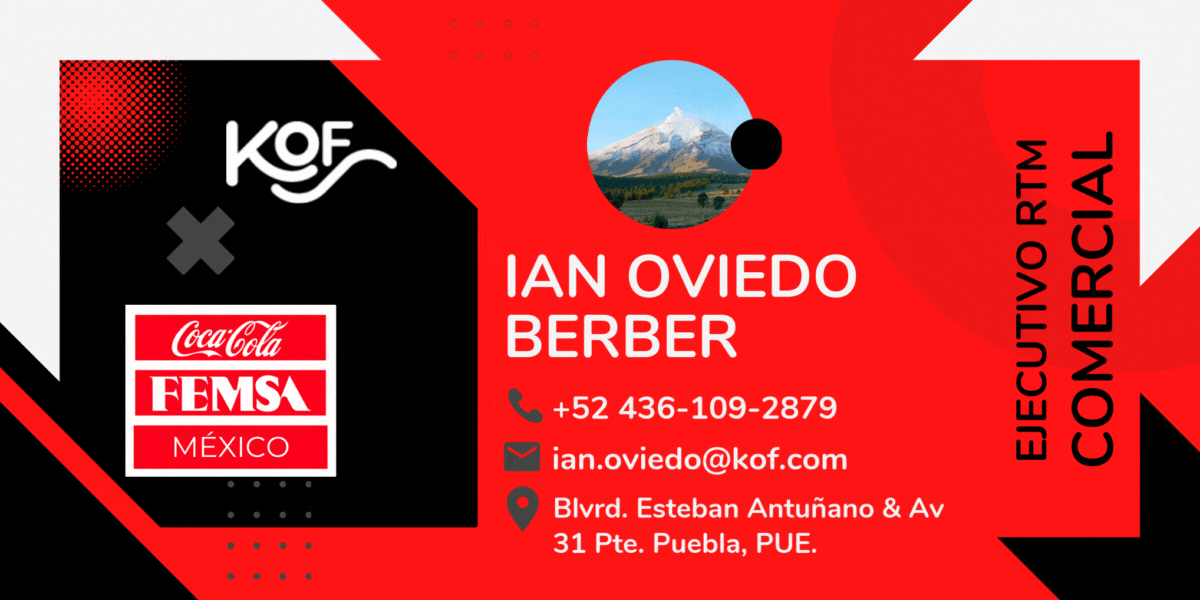 KOF
Coca-Cola
FEMSA
MÉXICO
IAN OVIEDO
BERBER
+52 436-109-2879
ian.oviedo@kof.com
Blvrd. Esteban Antuñano & Av
31 Pte. Puebla, PUE.
EJECUTIVO RTM
COMERCIAL